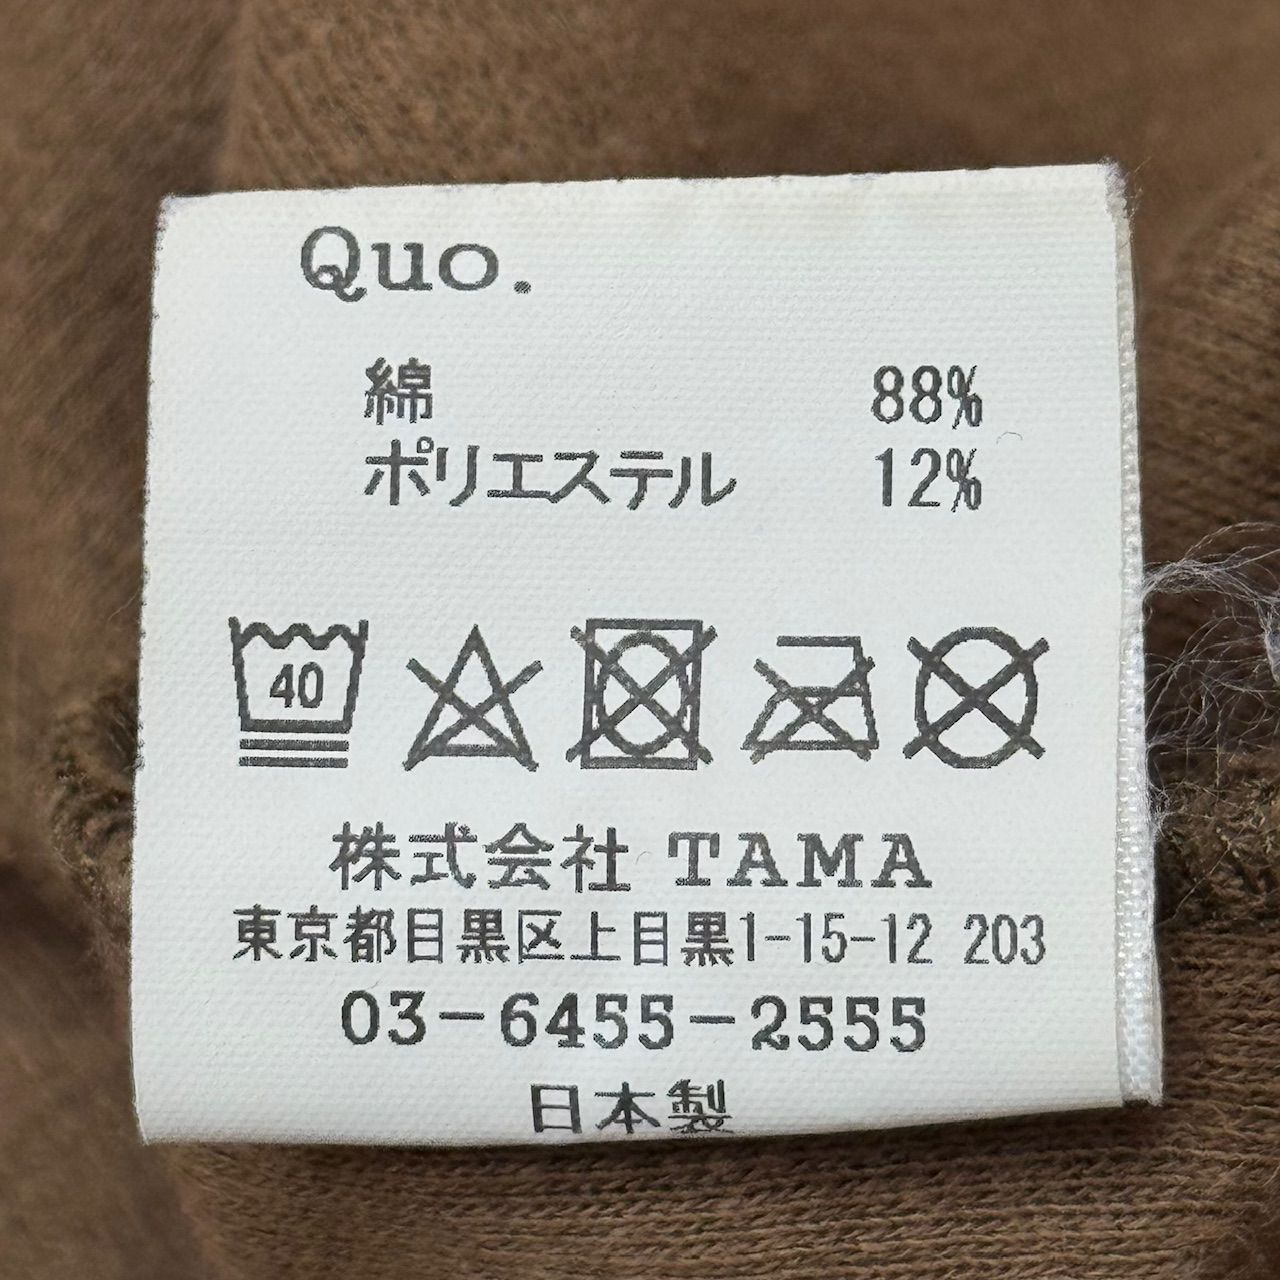 Quo.
綿 88%
ポリエステル 12%
40
株式会社 TAMA
東京都目黒区上目黒1-15-12 203
03-6455-2555
日本製